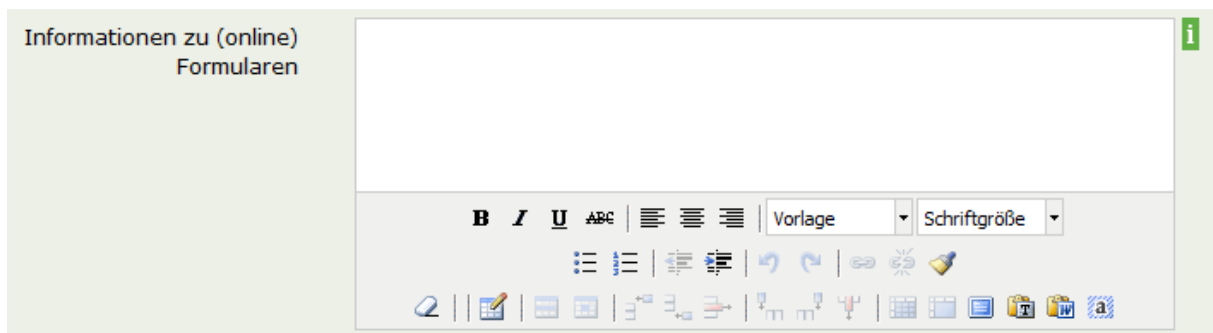 Informationen zu (online)
Formularen
i
B I U ABC Vorlage Schriftgröße